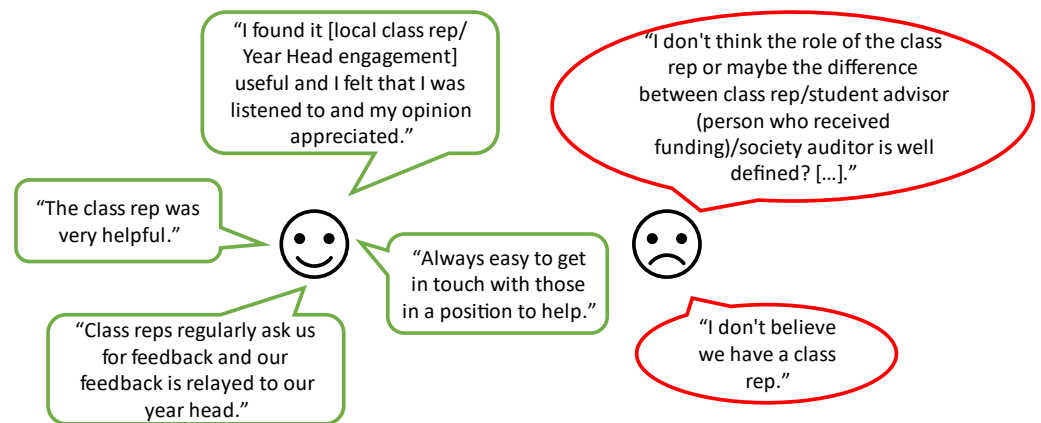 “I found it [local class rep/
Year Head engagement]
useful and I felt that I was
listened to and my opinion
appreciated.”
“The class rep was
very helpful.”
“Always easy to get
in touch with those
in a position to help.”
“Class reps regularly ask us
for feedback and our
feedback is relayed to our
year head.”
“I don't think the role of the class
rep or maybe the difference
between class rep/student advisor
(person who received
funding)/society auditor is well
defined? [...].”
“I don't believe
we have a class
rep.”